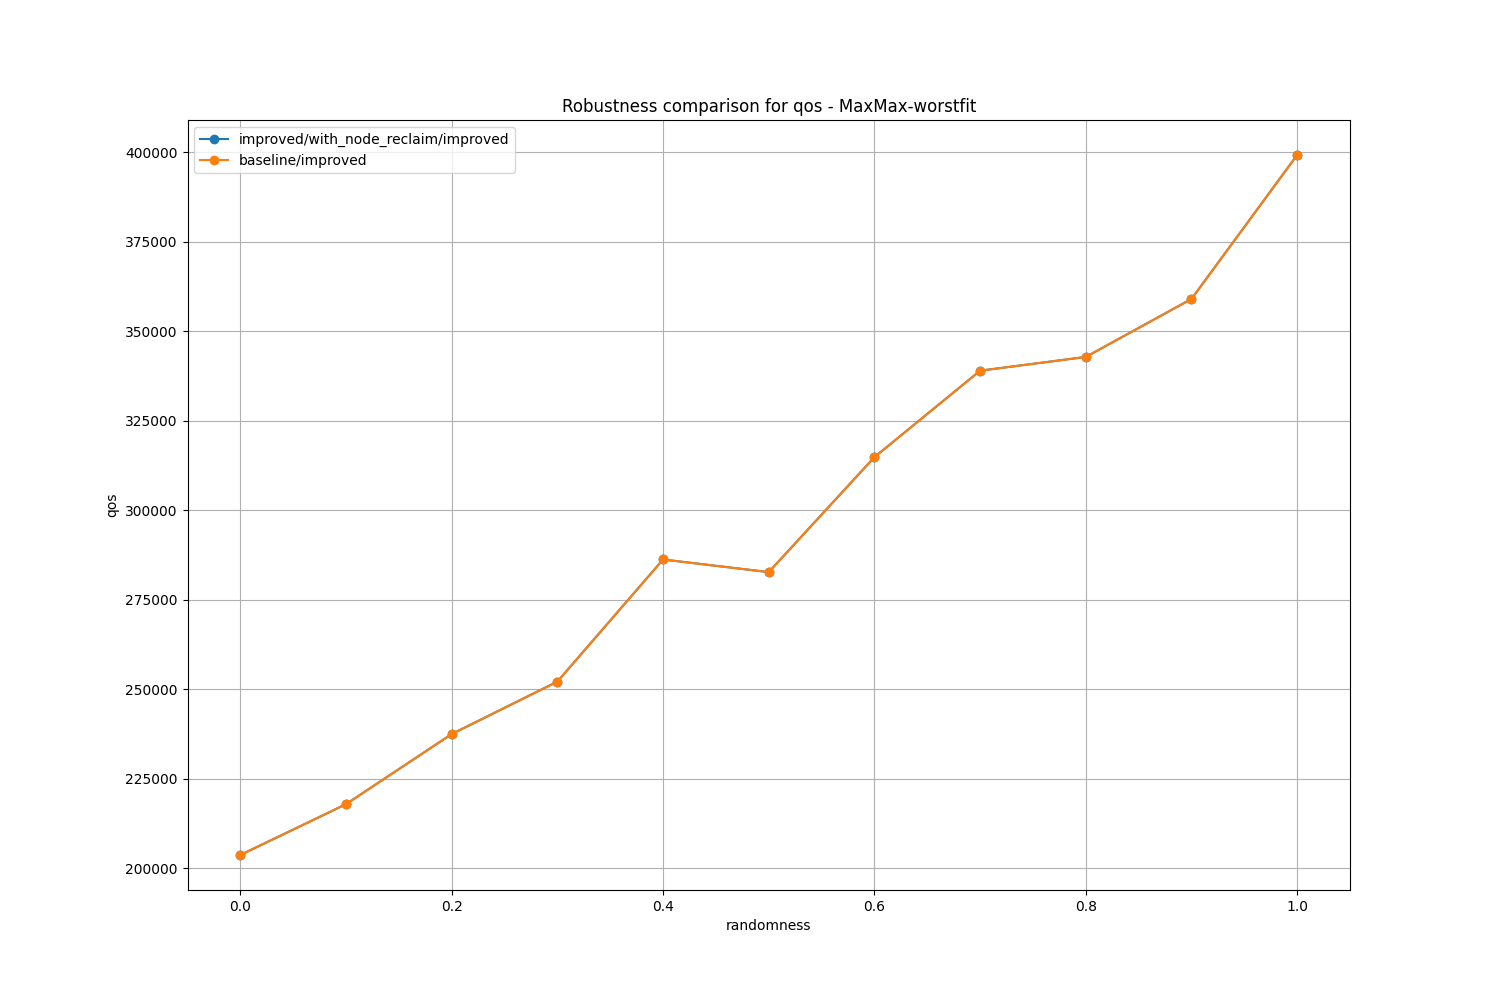 Robustness comparison for qos - MaxMax-worstfit
improved/with_node_reclaim/improved
baseline/improved
400000
375000
350000
325000
300000
275000
250000
225000
200000
qos
0.0 0.2 0.4 0.6 0.8 1.0
randomness